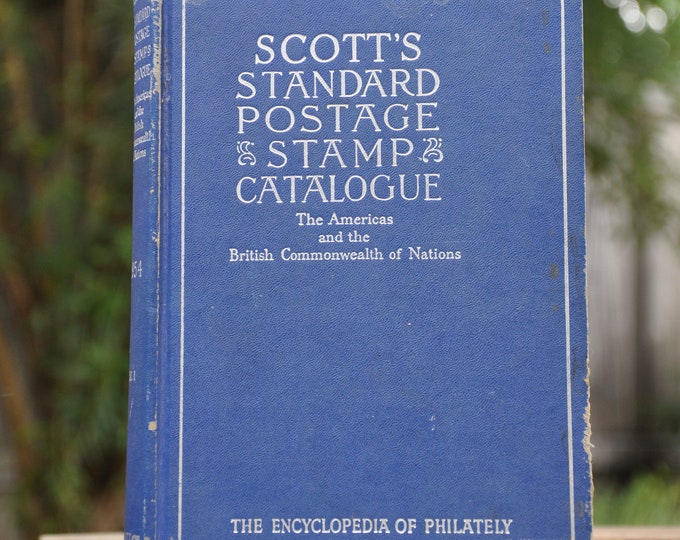 SCOTT'S
STANDARD
POSTAGE
STAMP
CATALOGUE
The Americas
and the
British Commonwealth of Nations
THE ENCYCLOPEDIA OF PHILATELY